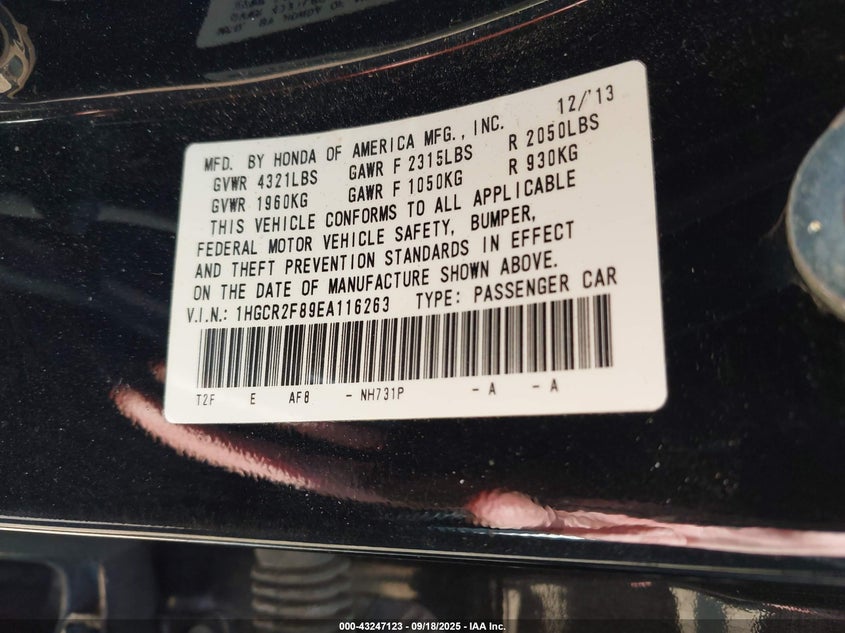 MFD. BY HONDA OF AMERICA MFG., INC. 12/'13
GVWR 4321LBS GAWR F 2315LBS R 2050LBS
GVWR 1960KG GAWR F 1050KG R 930KG
THIS VEHICLE CONFORMS TO ALL APPLICABLE
FEDERAL MOTOR VEHICLE SAFETY, BUMPER,
AND THEFT PREVENTION STANDARDS IN EFFECT
ON THE DATE OF MANUFACTURE SHOWN ABOVE.
V.I.N.: 1HGCR2F89EA116263 TYPE: PASSENGER CAR
T2F E AF8 - NH731P - A - A
000-43247123 - 09/18/2025 - IAA Inc.